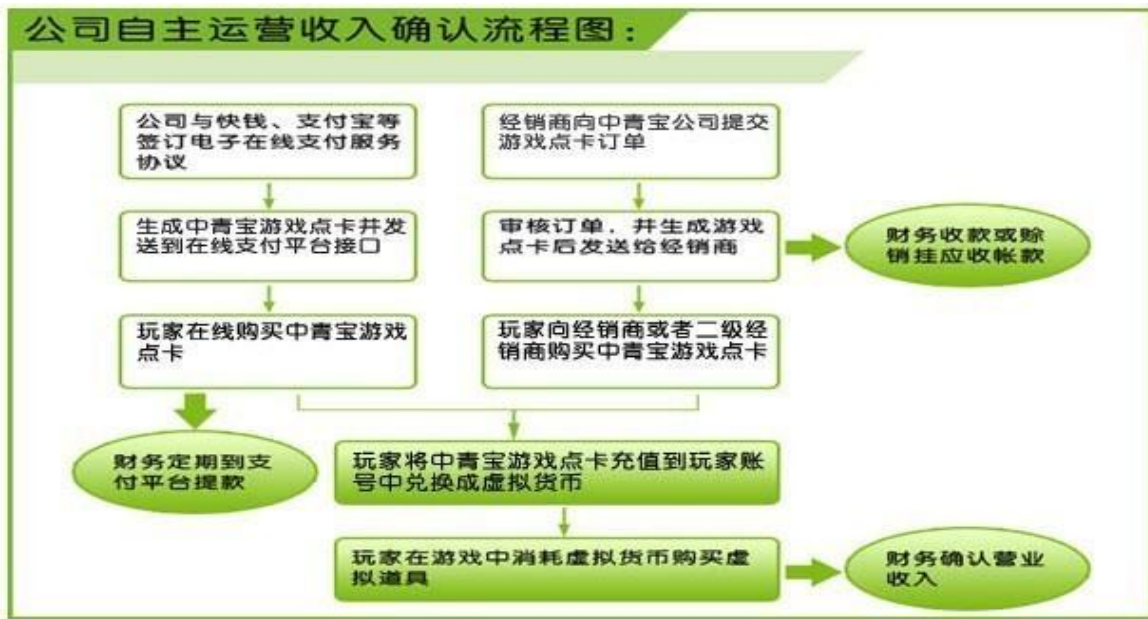 公司自主运营收入确认流程图：
公司与快钱、支付宝等
签订电子在线支付服务
协议
经销商向中青宝公司提交
游戏点卡订单
生成中青宝游戏点卡并发
送到在线支付平台接口
审核订单，并生成游戏
点卡后发送给经销商
财务收款或赊
销挂应收帐款
玩家在线购买中青宝游戏
点卡
玩家向经销商或者二级经
销商购买中青宝游戏点卡
财务定期到支
付平台提款
玩家将中青宝游戏点卡充值到玩家账
号中兑换成虚拟货币
玩家在游戏中消耗虚拟货币购买虚
拟道具
财务确认营业
收入